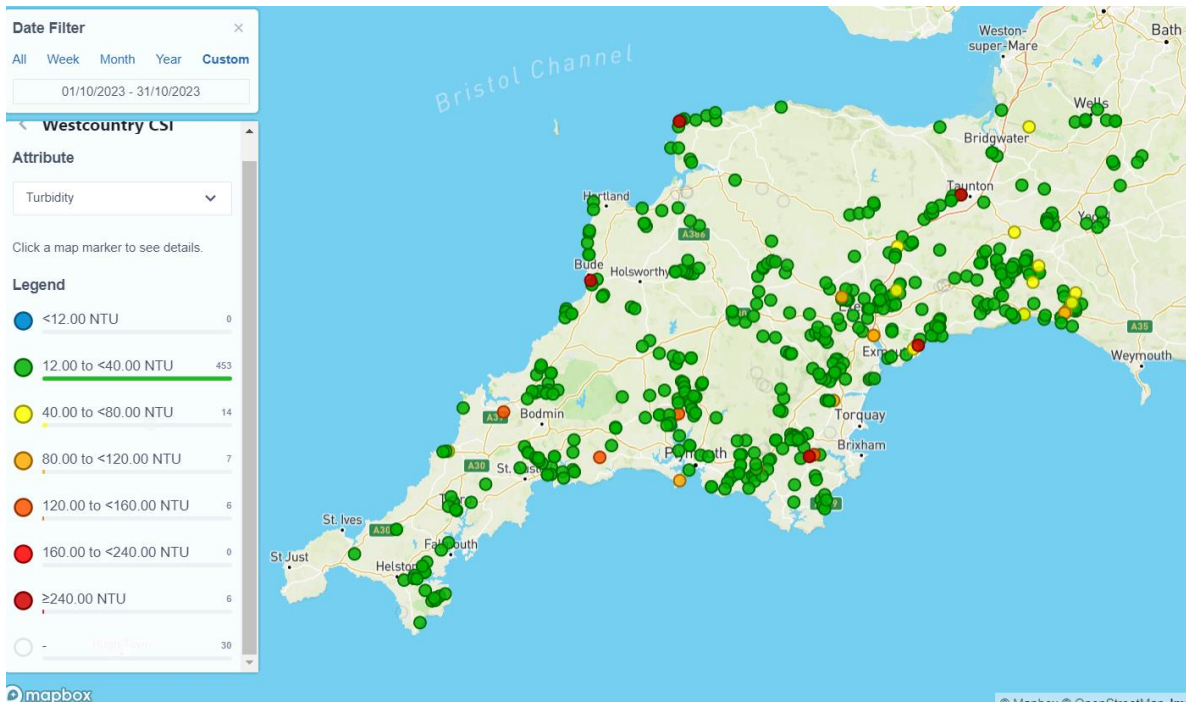 Date Filter ×
All Week Month Year Custom
01/10/2023 - 31/10/2023
Westcountry CSI
Attribute
Turbidity
Click a map marker to see details.
Legend
<12.00 NTU 0
12.00 to <40.00 NTU 453
40.00 to <80.00 NTU 14
80.00 to <120.00 NTU 7
120.00 to <160.00 NTU 6
160.00 to <240.00 NTU 0
≥240.00 NTU 6
- 30
mapbox
Bristol Channel
Weston-
super-Mare
Bath
Wells
Bridgwater
Taunton
Hartland
A386
Bude
Holsworthy
A35
Weymouth
Bodmin
Torquay
Brixham
A30
St. Ives
A30
St Just
Helston
© Mapbox © OpenStreetMap